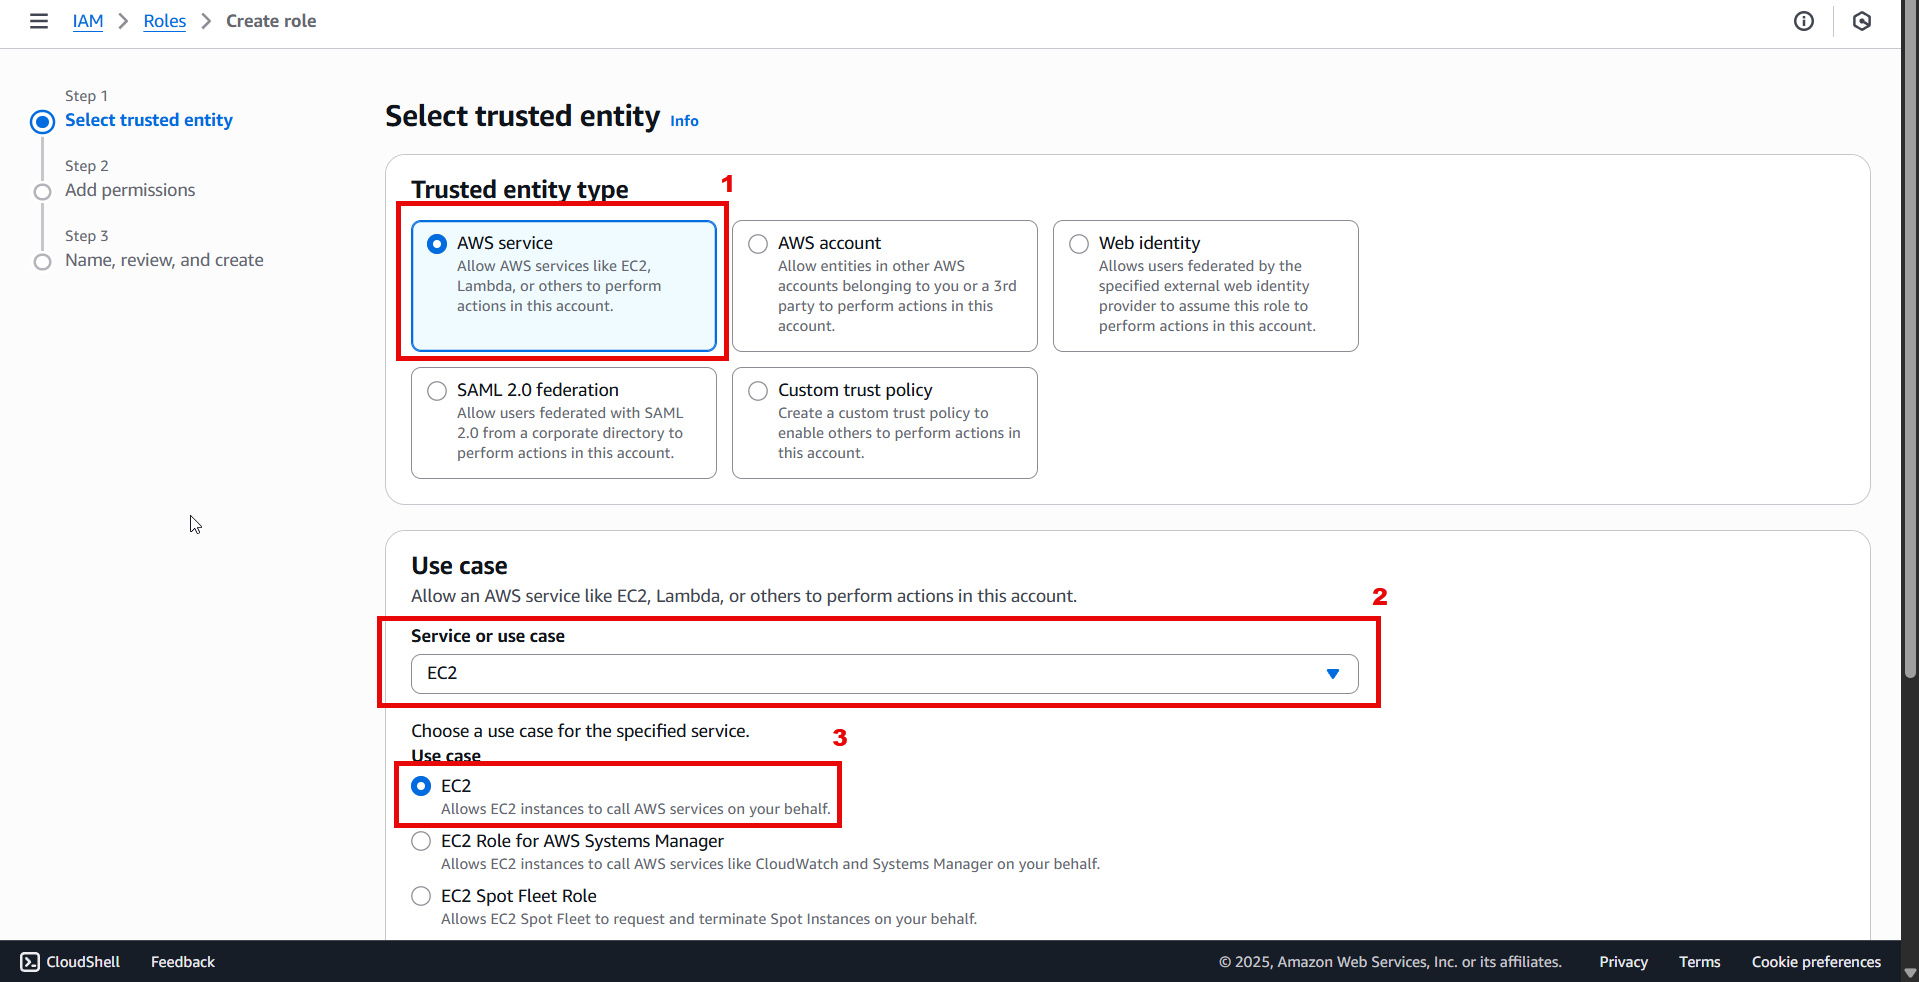 IAM > Roles > Create role
Step 1
Select trusted entity
Step 2
Add permissions
Step 3
Name, review, and create
Select trusted entity Info
Trusted entity type
1
AWS service
Allow AWS services like EC2,
Lambda, or others to perform
actions in this account.
AWS account
Allow entities in other AWS
accounts belonging to you or a 3rd
party to perform actions in this
account.
Web identity
Allows users federated by the
specified external web identity
provider to assume this role to
perform actions in this account.
SAML 2.0 federation
Allow users federated with SAML
2.0 from a corporate directory to
perform actions in this account.
Custom trust policy
Create a custom trust policy to
enable others to perform actions in
this account.
Use case
Allow an AWS service like EC2, Lambda, or others to perform actions in this account.
2
Service or use case
EC2
Choose a use case for the specified service.
3
Use case
EC2
Allows EC2 instances to call AWS services on your behalf.
EC2 Role for AWS Systems Manager
Allows EC2 instances to call AWS services like CloudWatch and Systems Manager on your behalf.
EC2 Spot Fleet Role
Allows EC2 Spot Fleet to request and terminate Spot Instances on your behalf.
CloudShell Feedback © 2025, Amazon Web Services, Inc. or its affiliates. Privacy Terms Cookie preferences